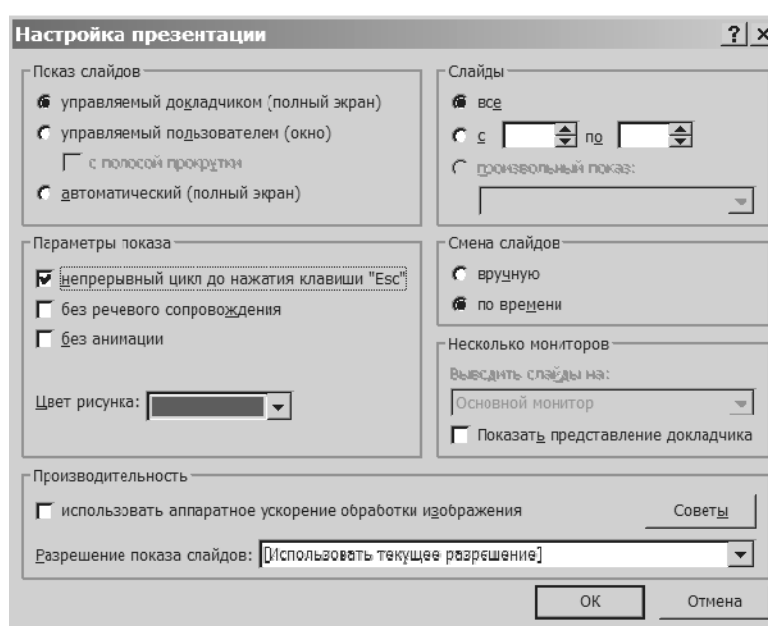 Настройка презентации
Показ слайдов
управляемый докладчиком (полный экран)
управляемый пользователем (окно)
с полосой прокрутки
автоматический (полный экран)
Слайды
все
с по
произвольный показ:
Параметры показа
непрерывный цикл до нажатия клавиши "Esc"
без речевого сопровождения
без анимации
Цвет рисунка:
Смена слайдов
вручную
по времени
Несколько мониторов
Выводить слайды на:
Основной монитор
Показать представление докладчика
Производительность
использовать аппаратное ускорение обработки изображения
Советы
Разрешение показа слайдов: [Использовать текущее разрешение]
ОК Отмена